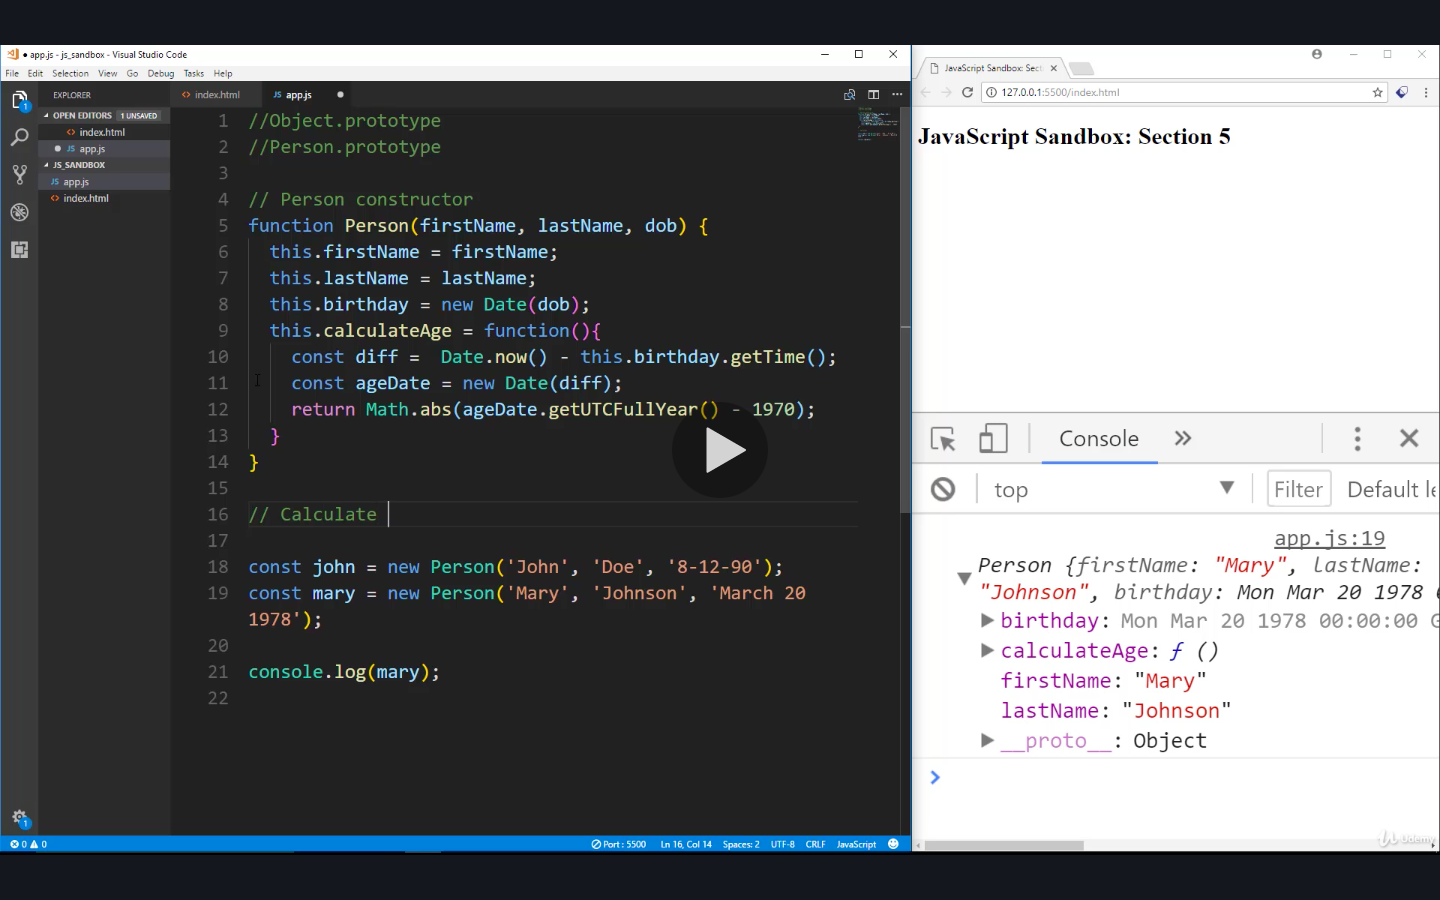 app.js - js_sandbox - Visual Studio Code
File Edit Selection View Go Debug Tasks Help
EXPLORER
OPEN EDITORS 1 UNSAVED
index.html
JS app.js
JS_SANDBOX
JS app.js
index.html
index.html
JS app.js
1 //Object.prototype
2 //Person.prototype
3
4 // Person constructor
5 function Person(firstName, lastName, dob) {
6 this.firstName = firstName;
7 this.lastName = lastName;
8 this.birthday = new Date(dob);
9 this.calculateAge = function(){
10 const diff =  Date.now() - this.birthday.getTime();
11 const ageDate = new Date(diff);
12 return Math.abs(ageDate.getUTCFullYear() - 1970);
13 }
14 }
15
16 // Calculate
17
18 const john = new Person('John', 'Doe', '8-12-90');
19 const mary = new Person('Mary', 'Johnson', 'March 20
1978');
20
21 console.log(mary);
22
1
1
0 0
Port : 5500 Ln 16, Col 14 Spaces: 2 UTF-8 CRLF JavaScript
JavaScript Sandbox: Sect
127.0.0.1:5500/index.html
JavaScript Sandbox: Section 5
Console
top Filter Default le
app.js:19
Person {firstName: "Mary", lastName:
"Johnson", birthday: Mon Mar 20 1978
birthday: Mon Mar 20 1978 00:00:00 G
calculateAge: ƒ ()
firstName: "Mary"
lastName: "Johnson"
__proto__: Object
Udemy